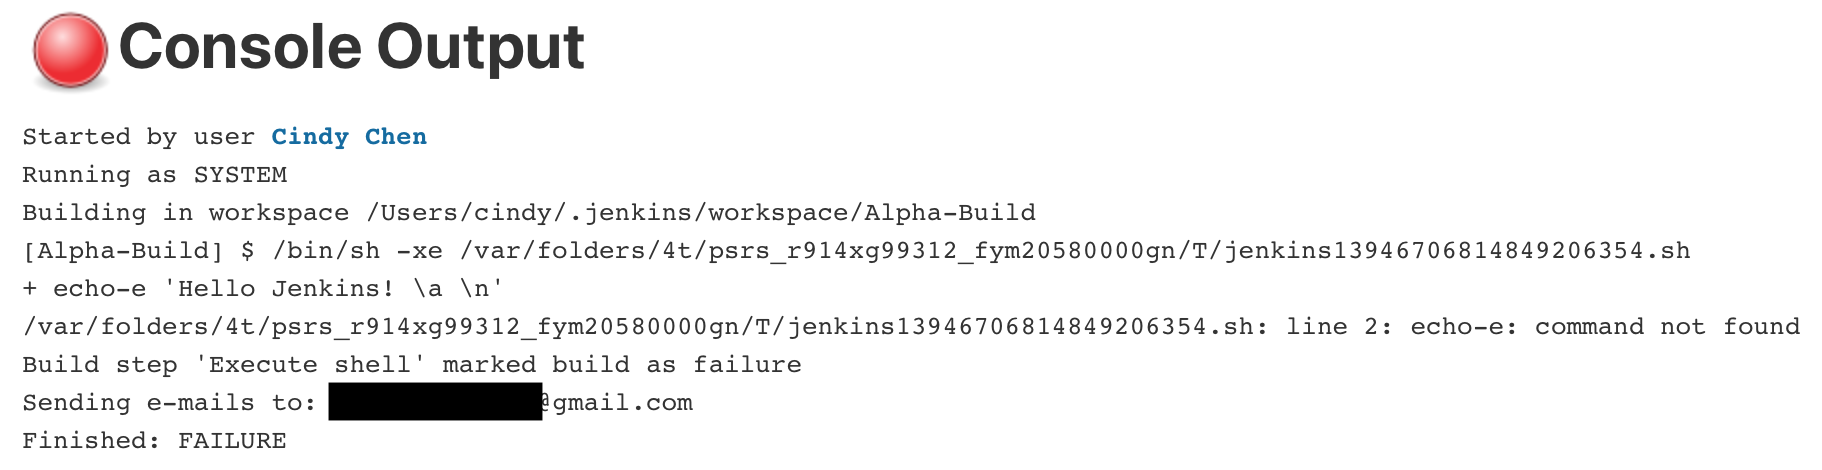 Console Output
Started by user Cindy Chen
Running as SYSTEM
Building in workspace /Users/cindy/.jenkins/workspace/Alpha-Build
[Alpha-Build] $ /bin/sh -xe /var/folders/4t/psrs_r914xg99312_fym20580000gn/T/jenkins13946706814849206354.sh
+ echo-e 'Hello Jenkins! \a \n'
/var/folders/4t/psrs_r914xg99312_fym20580000gn/T/jenkins13946706814849206354.sh: line 2: echo-e: command not found
Build step 'Execute shell' marked build as failure
Sending e-mails to: @gmail.com
Finished: FAILURE